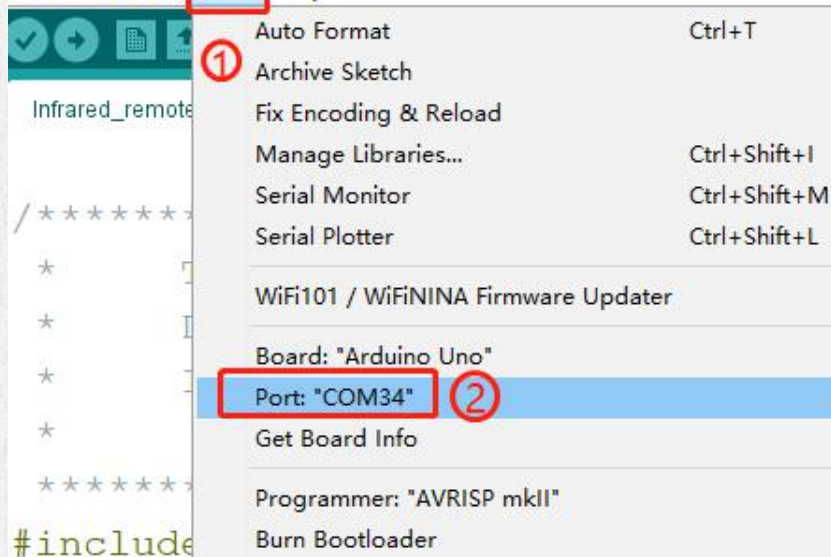 Auto Format Ctrl+T
① Archive Sketch
Infrared_remote Fix Encoding & Reload
Manage Libraries... Ctrl+Shift+I
Serial Monitor Ctrl+Shift+M
/*******
Serial Plotter Ctrl+Shift+L
*
WiFi101 / WiFiNINA Firmware Updater
*
Board: "Arduino Uno"
*
Port: "COM34" ②
* Get Board Info
*******
Programmer: "AVRISP mkII"
#include Burn Bootloader